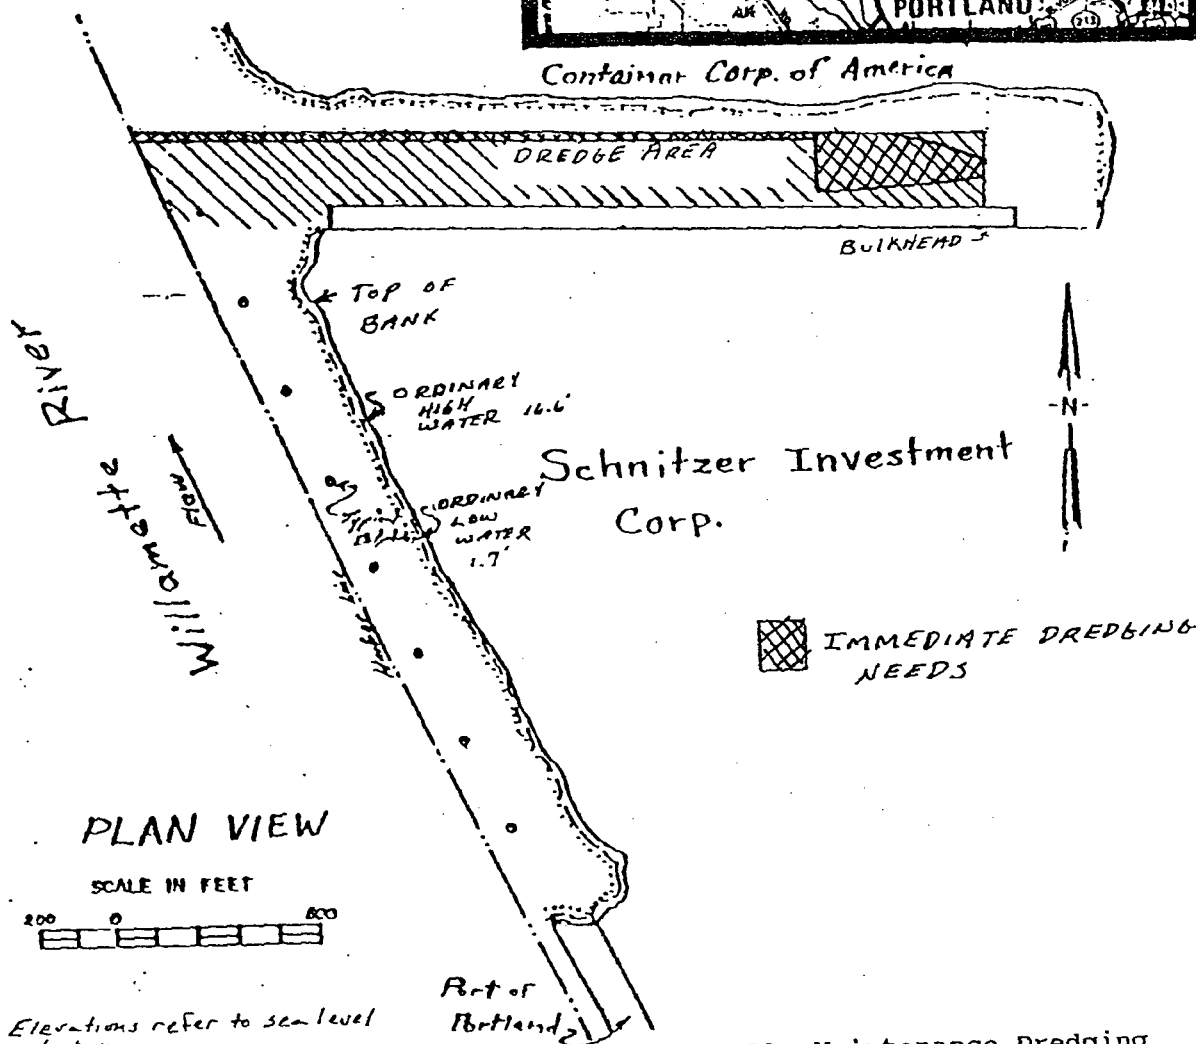 PORTLAND
213
Container Corp. of America
DREDGE AREA
BULKHEAD
TOP OF
BANK
ORDINARY
HIGH
WATER 16.6'
-N-
Willamette River
FLOW
Schnitzer Investment
Corp.
ORDINARY
LOW
WATER
1.7'
IMMEDIATE DREDGING
NEEDS
PLAN VIEW
SCALE IN FEET
200 0
Port of
Portland
Elevations refer to sea level
Maintenance Dredging